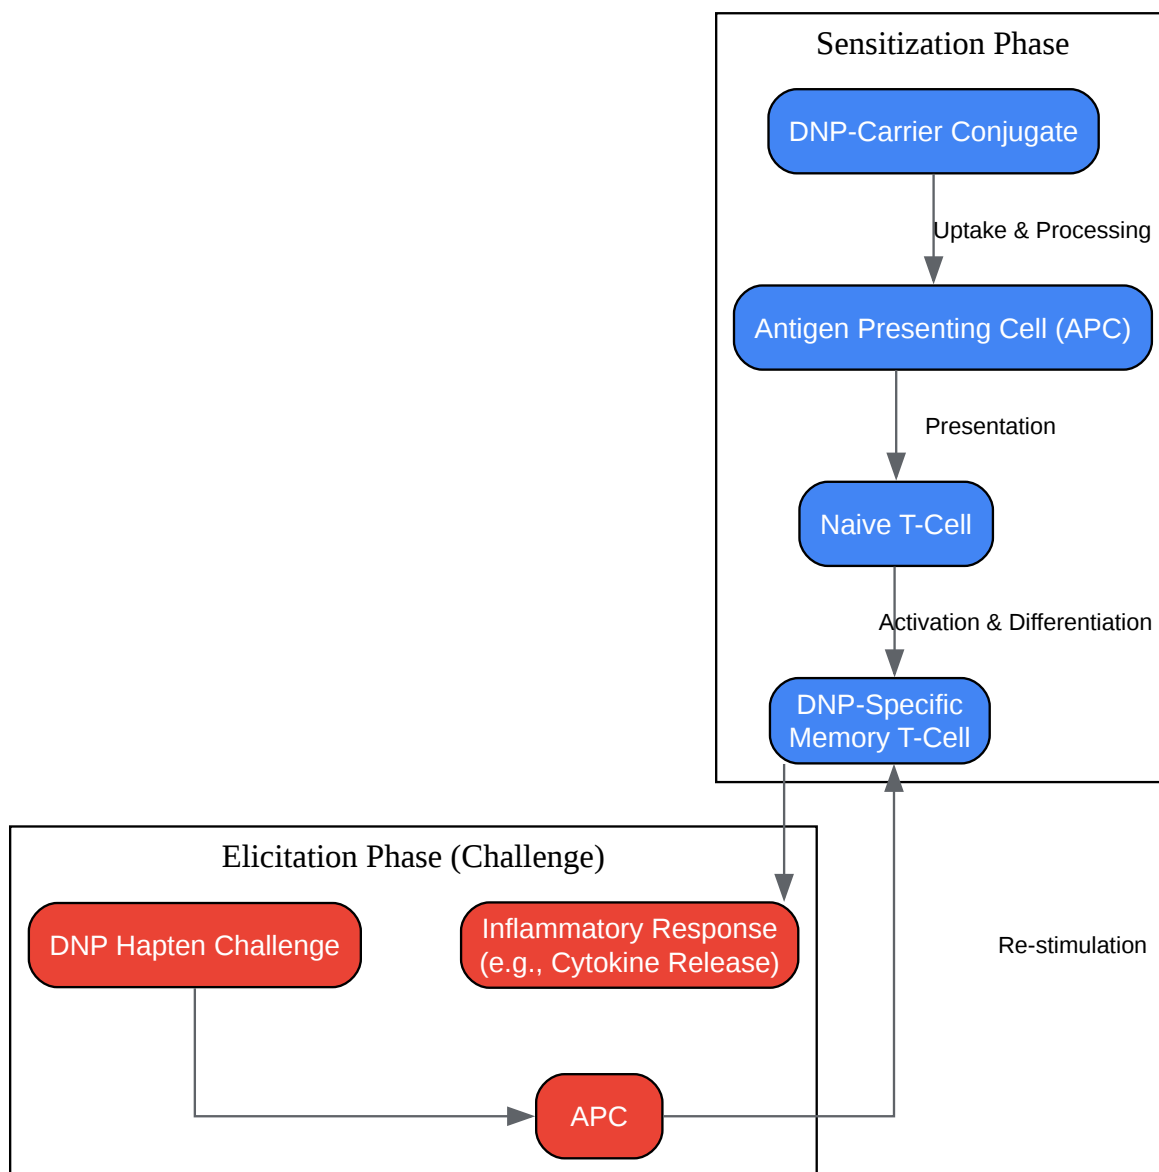 Sensitization Phase
DNP-Carrier Conjugate
Uptake & Processing
Antigen Presenting Cell (APC)
Presentation
Naive T-Cell
Activation & Differentiation
DNP-Specific
Memory T-Cell
Elicitation Phase (Challenge)
DNP Hapten Challenge
Inflammatory Response
(e.g., Cytokine Release)
Re-stimulation
APC